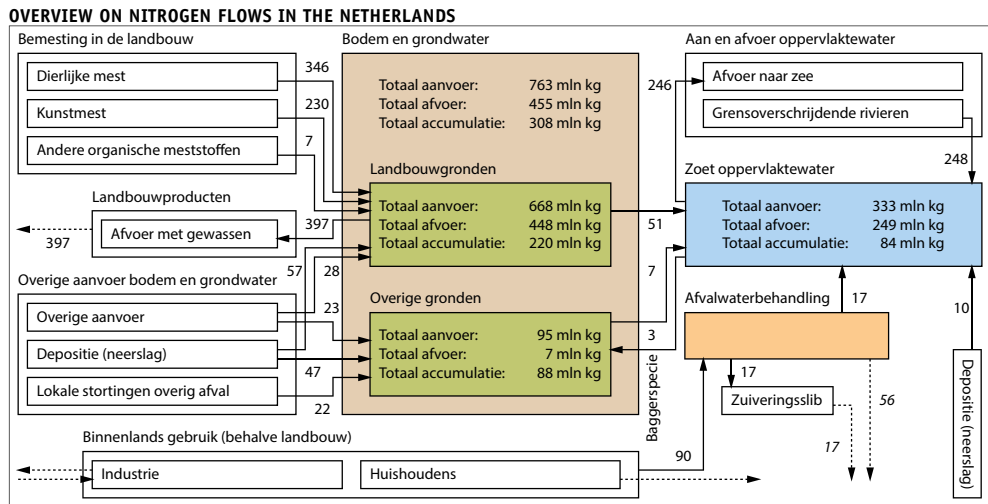 OVERVIEW ON NITROGEN FLOWS IN THE NETHERLANDS
Bemesting in de landbouw
Dierlijke mest
Kunstmest
Andere organische meststoffen
346
230
7
Landbouwproducten
Afvoer met gewassen
397
397
57
28
Overige aanvoer bodem en grondwater
Overige aanvoer
Depositie (neerslag)
Lokale stortingen overig afval
23
47
22
Bodem en grondwater
Totaal aanvoer: 763 mln kg
Totaal afvoer: 455 mln kg
Totaal accumulatie: 308 mln kg
Landbouwgronden
Totaal aanvoer: 668 mln kg
Totaal afvoer: 448 mln kg
Totaal accumulatie: 220 mln kg
Overige gronden
Totaal aanvoer: 95 mln kg
Totaal afvoer: 7 mln kg
Totaal accumulatie: 88 mln kg
246
51
7
3
Baggerspecie
Aan en afvoer oppervlaktewater
Afvoer naar zee
Grensoverschrijdende rivieren
248
Zoet oppervlaktewater
Totaal aanvoer: 333 mln kg
Totaal afvoer: 249 mln kg
Totaal accumulatie: 84 mln kg
Afvalwaterbehandling
17
10
17
Zuiveringsslib
56
17
Depositie (neerslag)
Binnenlands gebruik (behalve landbouw)
Industrie
Huishoudens
90